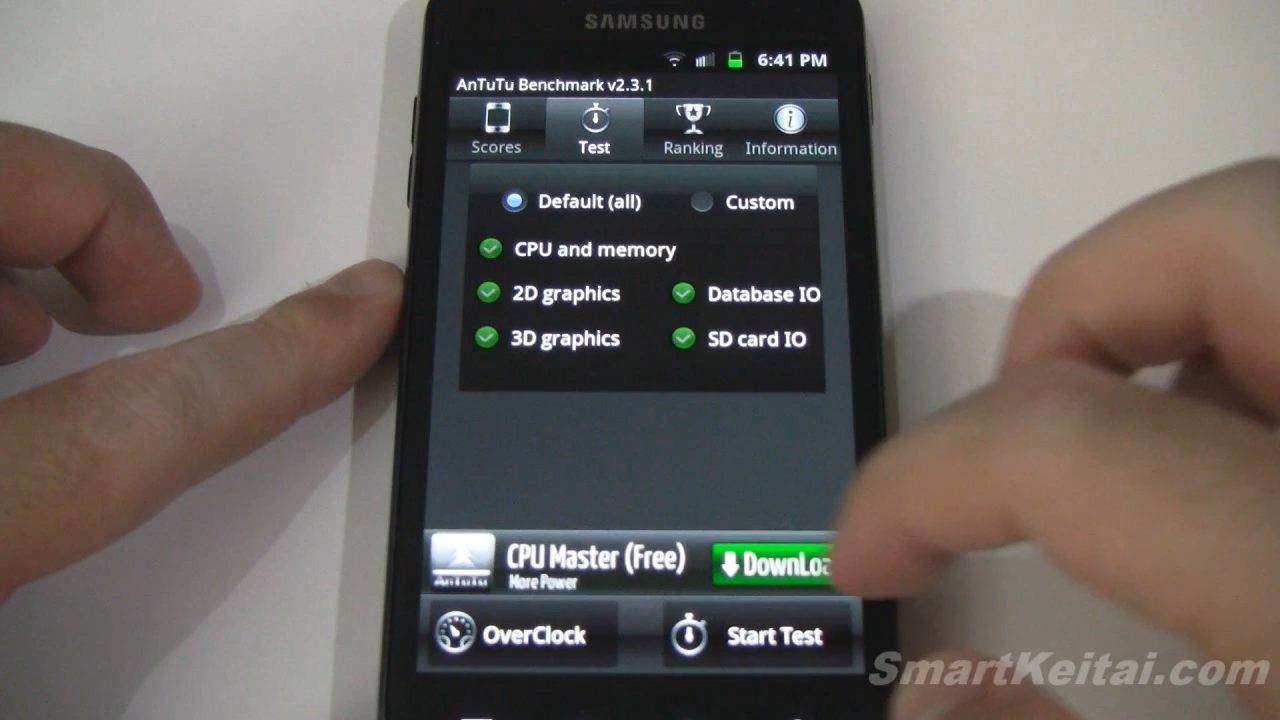 SAMSUNG
6:41 PM
AnTuTu Benchmark v2.3.1
Scores Test Ranking Information
Default (all) Custom
CPU and memory
2D graphics Database IO
3D graphics SD card IO
CPU Master (Free)
More Power
AnTuTu
OverClock Start Test
SmartKeitai.com